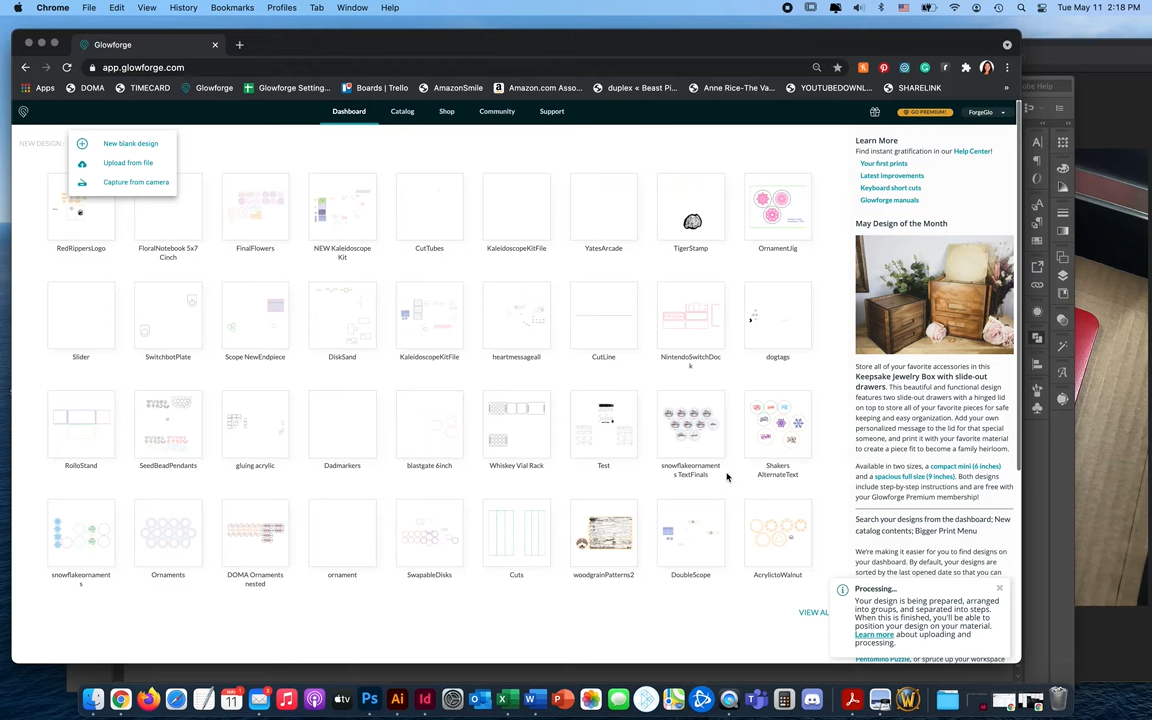 Chrome File Edit View History Bookmarks Profiles Tab Window Help Tue May 11 2:18 PM
Glowforge
app.glowforge.com
Apps DOMA TIMECARD Glowforge Glowforge Setting... Boards | Trello AmazonSmile Amazon.com Asso... duplex « Beast Pi... Anne Rice-The Va... YOUTUBEDOWNL... SHARELINK »
Dashboard Catalog Shop Community Support GO PREMIUM! ForgeGlo
NEW DESIGN:
New blank design
Upload from file
Capture from camera
RedRippersLogo
FloralNotebook 5x7
Cinch
FinalFlowers
NEW Kaleidoscope
Kit
CutTubes
KaleidoscopeKitFile
YatesArcade
TigerStamp
OrnamentJig
Slider
SwitchbotPlate
Scope NewEndpiece
DiskSand
KaleidoscopeKitFile
heartmessageall
CutLine
NintendoSwitchDoc
k
dogtags
RolloStand
SeedBeadPendants
gluing acrylic
Dadmarkers
blastgate 6inch
Whiskey Vial Rack
Test
snowflakeornament
s TextFinals
Shakers
AlternateText
snowflakeornament
s
Ornaments
DOMA Ornaments
nested
ornament
SwapableDisks
Cuts
woodgrainPatterns2
DoubleScope
AcrylictoWalnut
VIEW AL
Learn More
Find instant gratification in our Help Center!
Your first prints
Latest improvements
Keyboard short cuts
Glowforge manuals
May Design of the Month
Store all of your favorite accessories in this
Keepsake Jewelry Box with slide-out
drawers. This beautiful and functional design
features two slide-out drawers with a hinged lid
on top to store all of your favorite pieces for safe
keeping and easy organization. Add your own
personalized message to the lid for that special
someone, and print it with your favorite material
to create a piece fit to become a family heirloom.
Available in two sizes, a compact mini (6 inches)
and a spacious full size (9 inches). Both designs
include step-by-step instructions and are free with
your Glowforge Premium membership!
Search your designs from the dashboard; New
catalog contents; Bigger Print Menu
We're making it easier for you to find designs on
your dashboard. By default, your designs are
sorted by the last opened date so that you can
Processing...
Your design is being prepared, arranged
into groups, and separated into steps.
When this is finished, you'll be able to
position your design on your material.
Learn more about uploading and
processing.
Pentomino Puzzle, or spruce up your workspace
obe Help